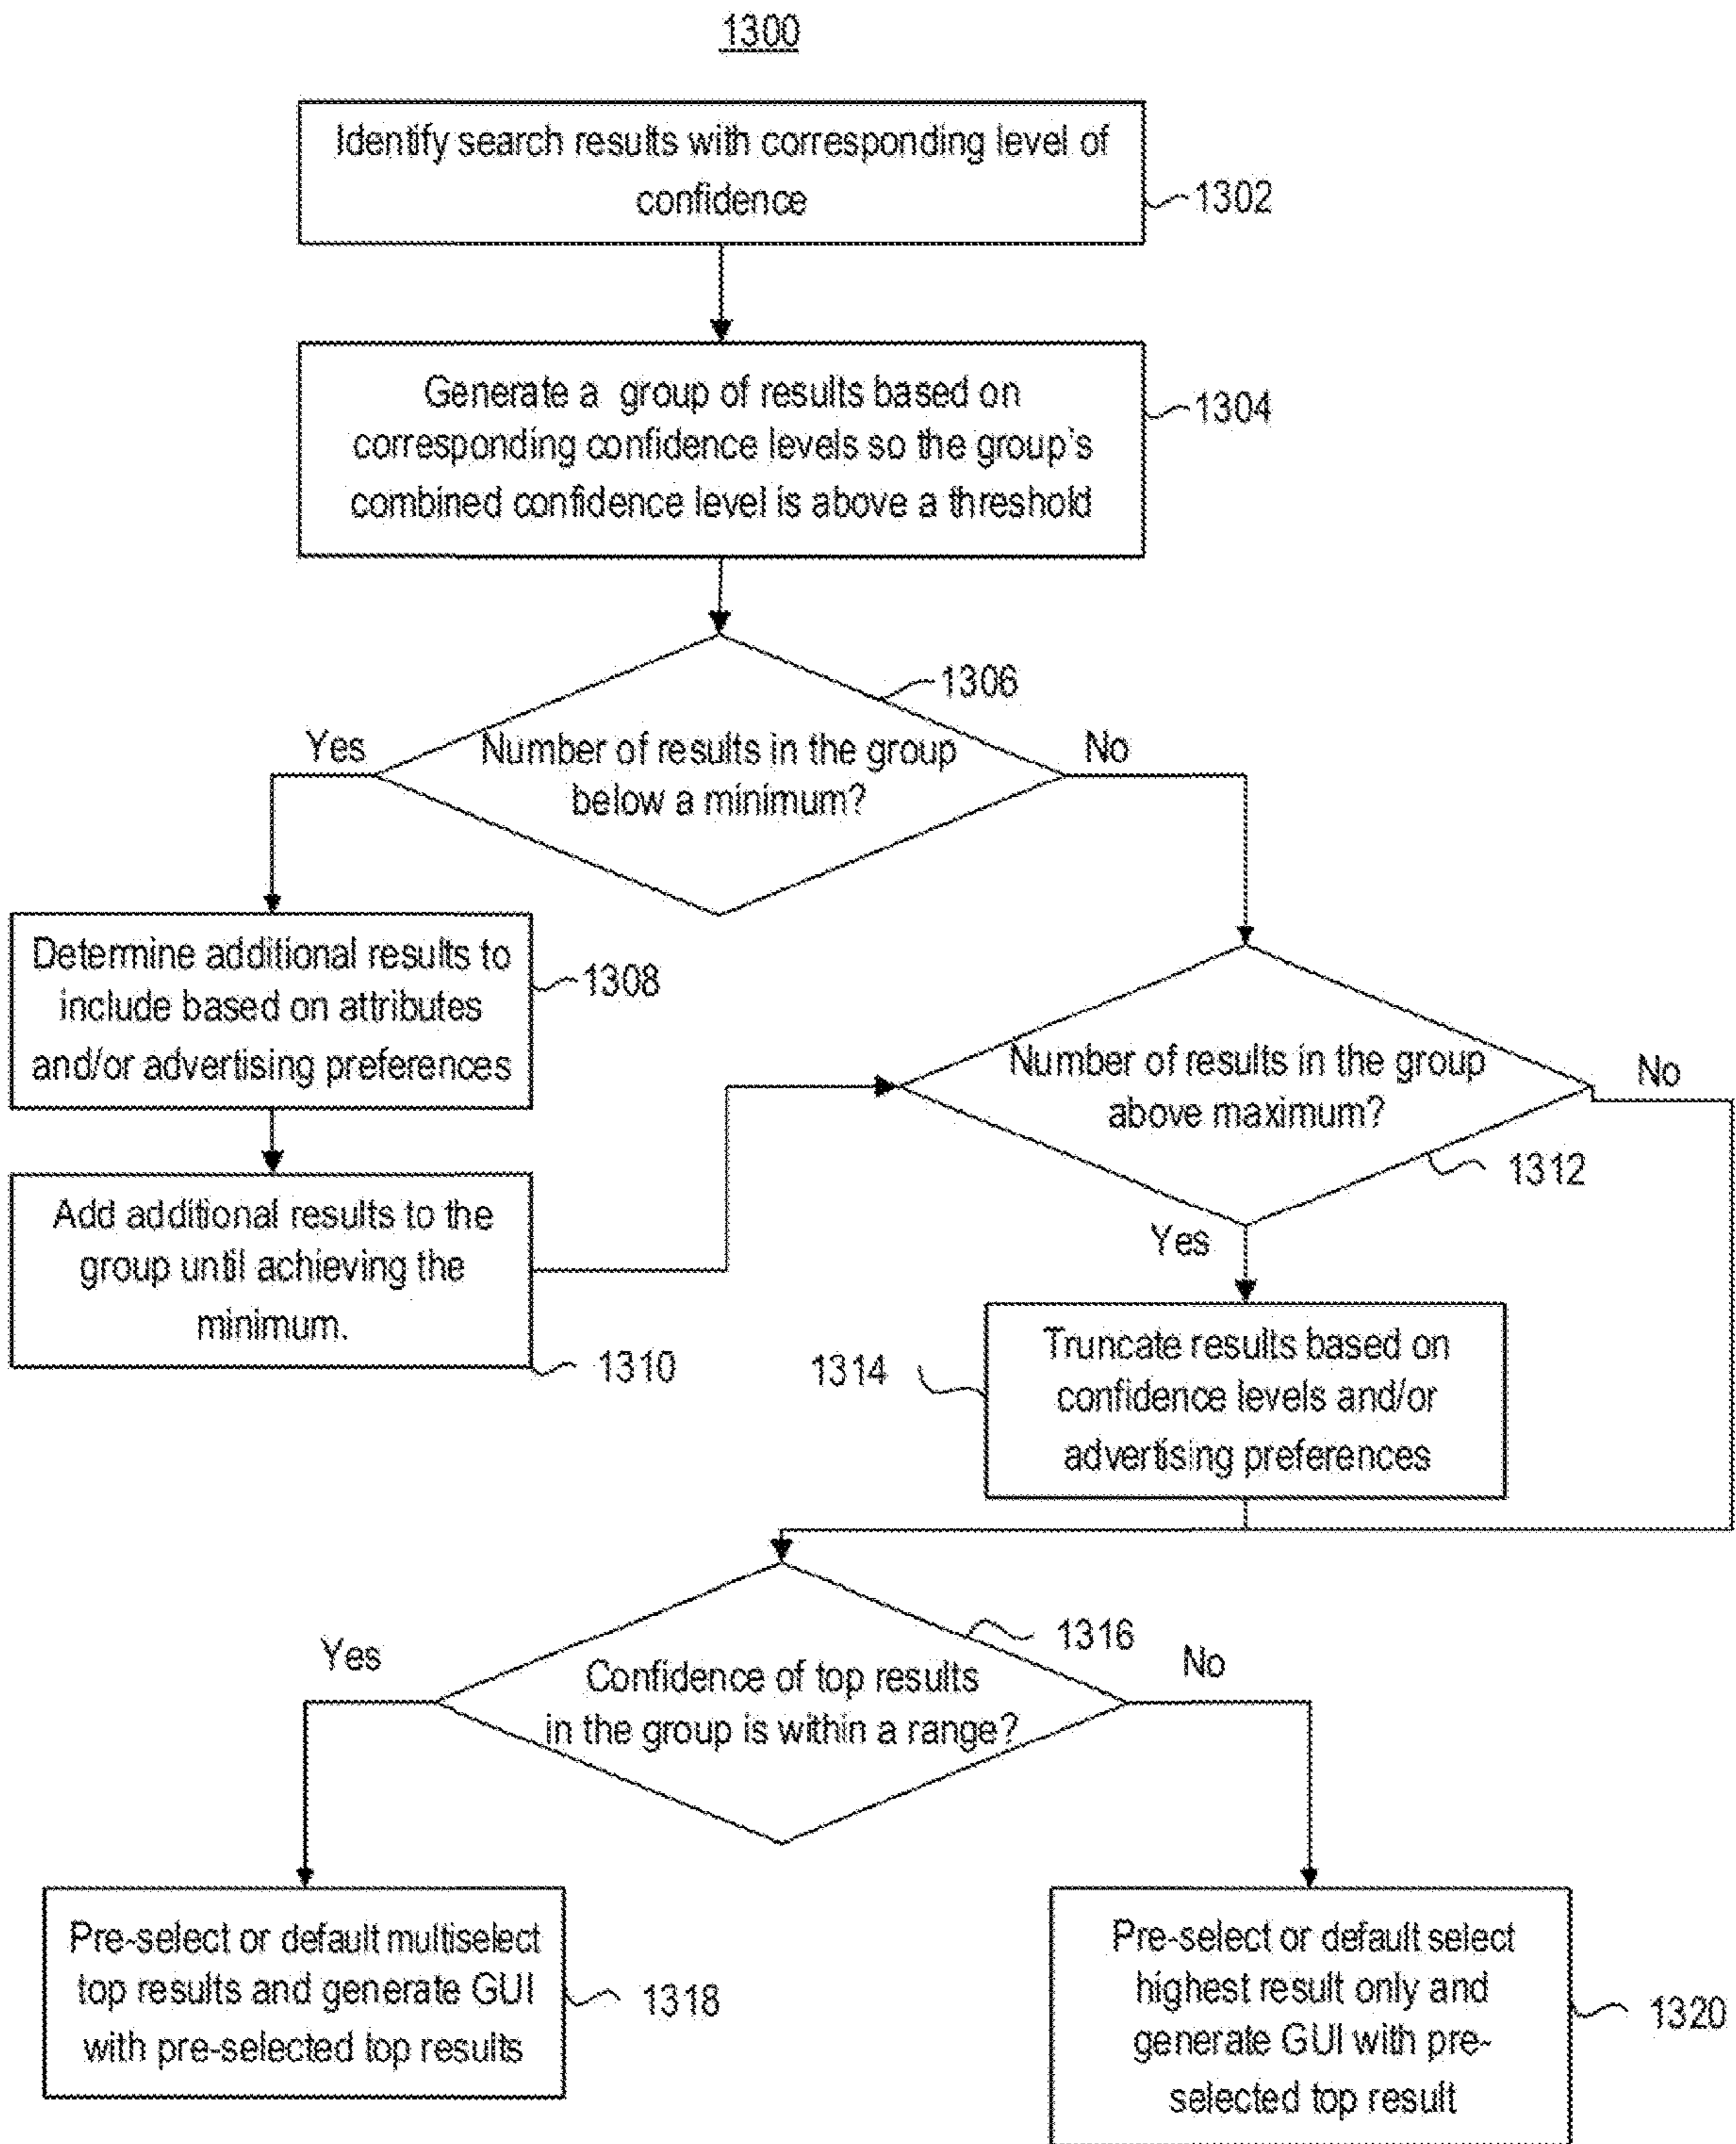 1300
Identify search results with corresponding level of
confidence
1302
Generate a group of results based on
corresponding confidence levels so the group's
combined confidence level is above a threshold
1304
1306
Yes
Number of results in the group
below a minimum?
No
Determine additional results to
include based on attributes
and/or advertising preferences
1308
Number of results in the group
above maximum?
No
1312
Add additional results to the
group until achieving the
minimum.
1310
Yes
Truncate results based on
confidence levels and/or
advertising preferences
1314
1316
Yes
Confidence of top results
in the group is within a range?
No
Pre-select or default multiselect
top results and generate GUI
with pre-selected top results
1318
Pre-select or default select
highest result only and
generate GUI with pre-
selected top result
1320